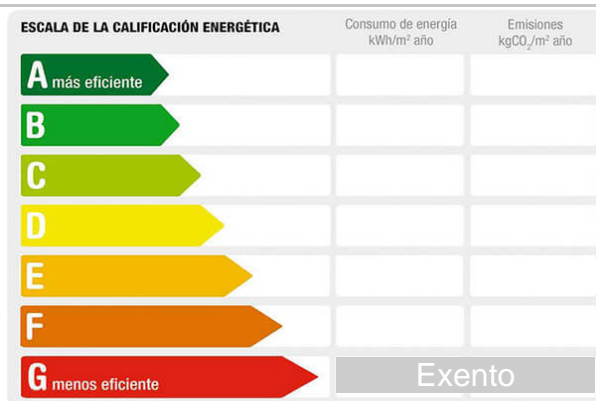 ESCALA DE LA CALIFICACIÓN ENERGÉTICA
Consumo de energía
kWh/m² año
Emisiones
kgCO₂/m² año
A más eficiente
B
C
D
E
F
G menos eficiente
Exento